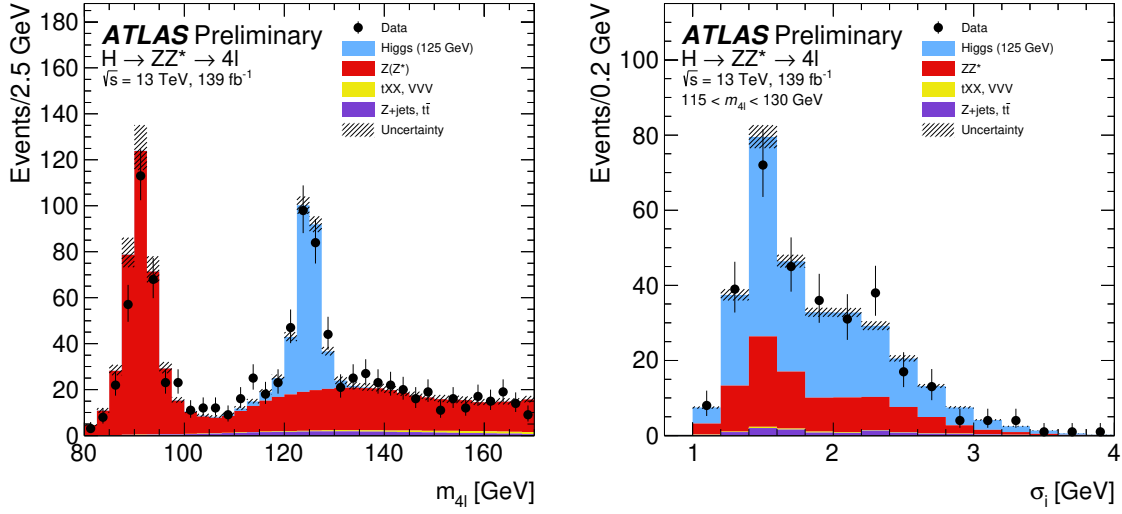 ATLAS Preliminary
H → ZZ* → 4l
√s = 13 TeV, 139 fb⁻¹
Data
Higgs (125 GeV)
Z(Z*)
tXX, VVV
Z+jets, tt̄
Uncertainty
Events/2.5 GeV
180
160
140
120
100
80
60
40
20
0
80 100 120 140 160
m₄ₗ [GeV]
ATLAS Preliminary
H → ZZ* → 4l
√s = 13 TeV, 139 fb⁻¹
115 < m₄ₗ < 130 GeV
Data
Higgs (125 GeV)
ZZ*
tXX, VVV
Z+jets, tt̄
Uncertainty
Events/0.2 GeV
100
80
60
40
20
0
1 2 3 4
σᵢ [GeV]